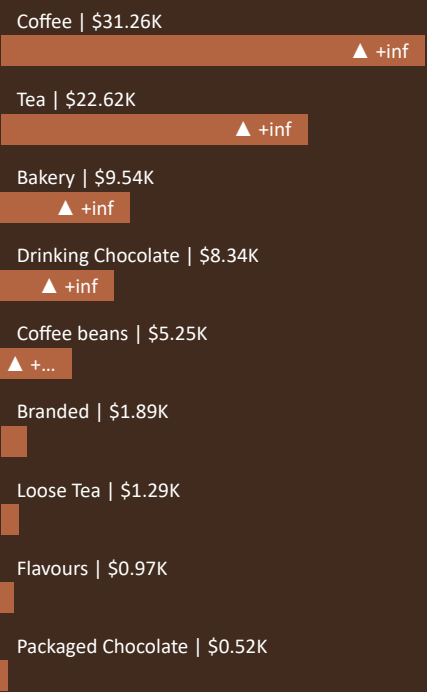 Coffee | $31.26K
▲ +inf
Tea | $22.62K
▲ +inf
Bakery | $9.54K
▲ +inf
Drinking Chocolate | $8.34K
▲ +inf
Coffee beans | $5.25K
▲ +...
Branded | $1.89K
Loose Tea | $1.29K
Flavours | $0.97K
Packaged Chocolate | $0.52K